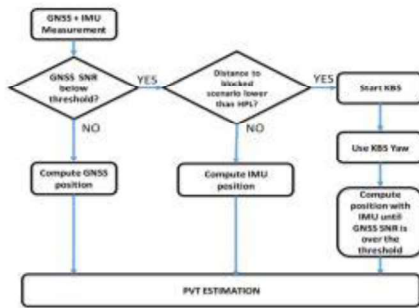 GNSS + IMU
Measurement
GNSS SNR
below
threshold?
YES
Distance to
blocked
scenario lower
than HPL?
YES
Start KBS
NO
NO
Use KBS Yaw
Compute GNSS
position
Compute IMU
position
Compute
position with
IMU until
GNSS SNR is
over the
threshold
PVT ESTIMATION